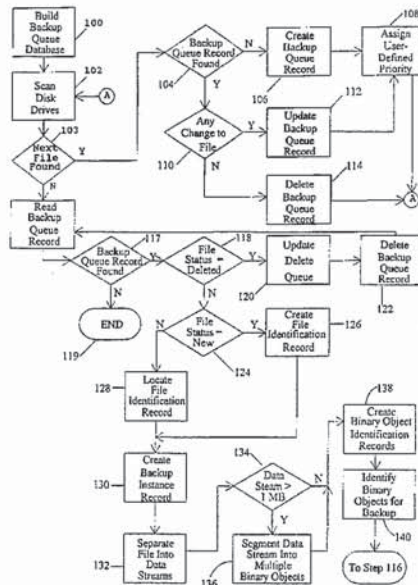 Build
Backup
Queue
Database
100
102
Scan
Disk
Drives
A
103
Next
File
Found
Y
N
Read
Backup
Queue
Record
Backup
Queue Record
Found
104
N
Y
Create
Backup
Queue
Record
106
108
Assign
User-
Defined
Priority
Any
Change to
File
110
Y
N
Update
Backup
Queue
Record
112
Delete
Backup
Queue
Record
114
A
117
Backup
Queue Record
Found
Y
N
END
119
118
File
Status =
Deleted
Y
N
Update
Delete
Queue
120
Delete
Backup
Queue
Record
122
File
Status =
New
124
N
Y
Create
File
Identification
Record
126
128
Locate
File
Identification
Record
Create
Backup
Instance
Record
130
Separate
File Into
Data
Streams
132
134
Data
Steam >
1 MB
N
Y
Segment Data
Stream Into
Multiple
Binary Objects
136
138
Create
Binary Object
Identification
Records
Identify
Binary
Objects for
Backup
140
To Step 116